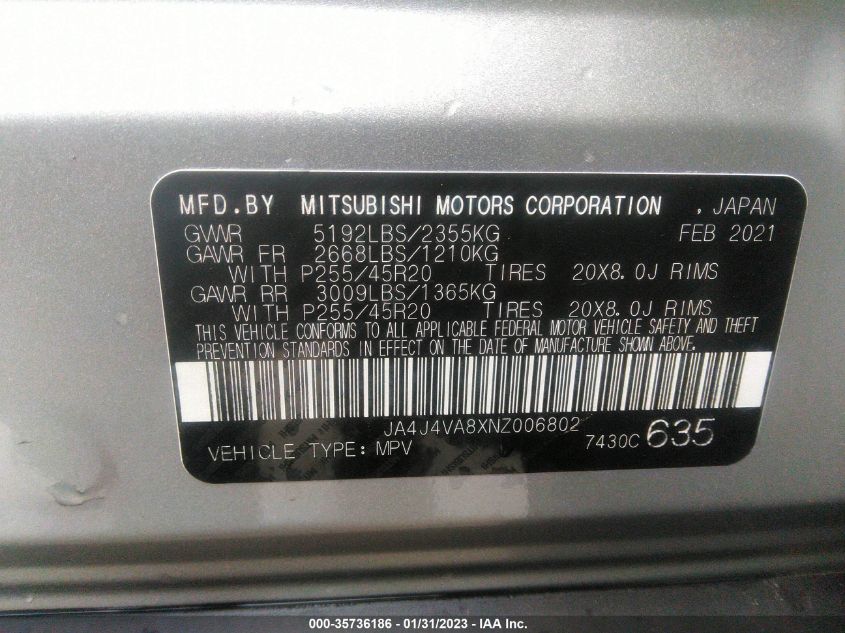 MFD.BY MITSUBISHI MOTORS CORPORATION , JAPAN
GVWR 5192LBS/2355KG FEB 2021
GAWR FR 2668LBS/1210KG
WITH P255/45R20 TIRES 20X8.0J RIMS
GAWR RR 3009LBS/1365KG
WITH P255/45R20 TIRES 20X8.0J RIMS
THIS VEHICLE CONFORMS TO ALL APPLICABLE FEDERAL MOTOR VEHICLE SAFETY AND THEFT
PREVENTION STANDARDS IN EFFECT ON THE DATE OF MANUFACTURE SHOWN ABOVE.
JA4J4VA8XNZ006802
VEHICLE TYPE: MPV 7430C 635
000-35736186 - 01/31/2023 - IAA Inc.